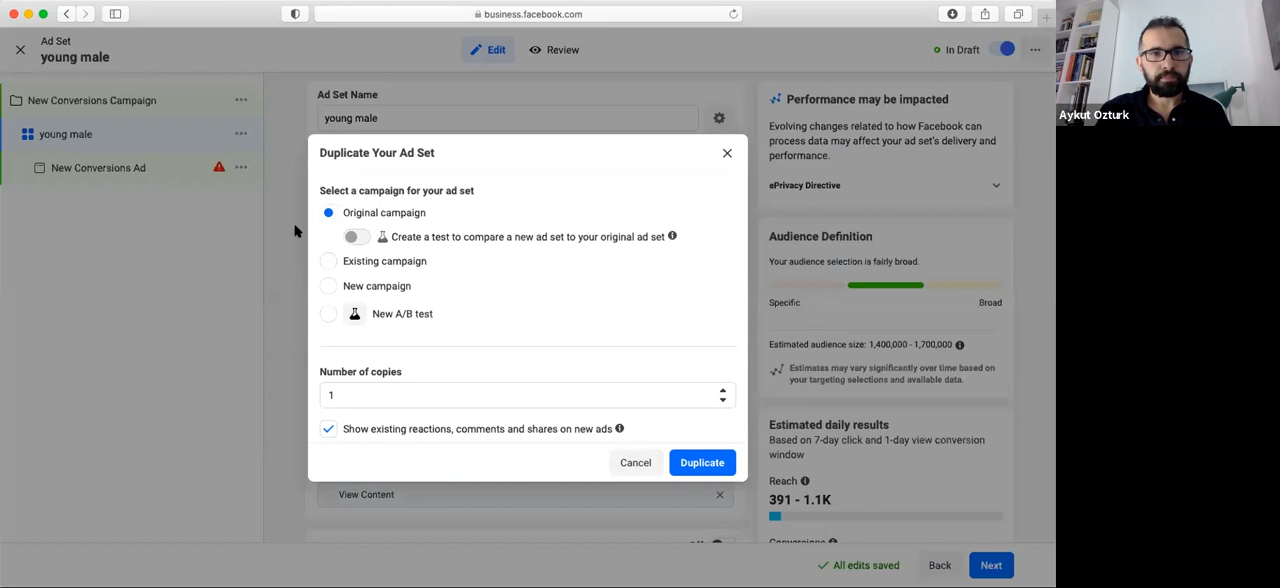 business.facebook.com
Ad Set
young male
Edit
Review
In Draft
New Conversions Campaign
young male
New Conversions Ad
Ad Set Name
young male
Duplicate Your Ad Set
Select a campaign for your ad set
Original campaign
Create a test to compare a new ad set to your original ad set
Existing campaign
New campaign
New A/B test
Number of copies
1
Show existing reactions, comments and shares on new ads
Cancel
Duplicate
View Content
Performance may be impacted
Evolving changes related to how Facebook can
process data may affect your ad set's delivery and
performance.
ePrivacy Directive
Audience Definition
Your audience selection is fairly broad.
Specific
Broad
Estimated audience size: 1,400,000 - 1,700,000
Estimates may vary significantly over time based on
your targeting selections and available data.
Estimated daily results
Based on 7-day click and 1-day view conversion
window
Reach
391 - 1.1K
All edits saved
Back
Next
Aykut Ozturk